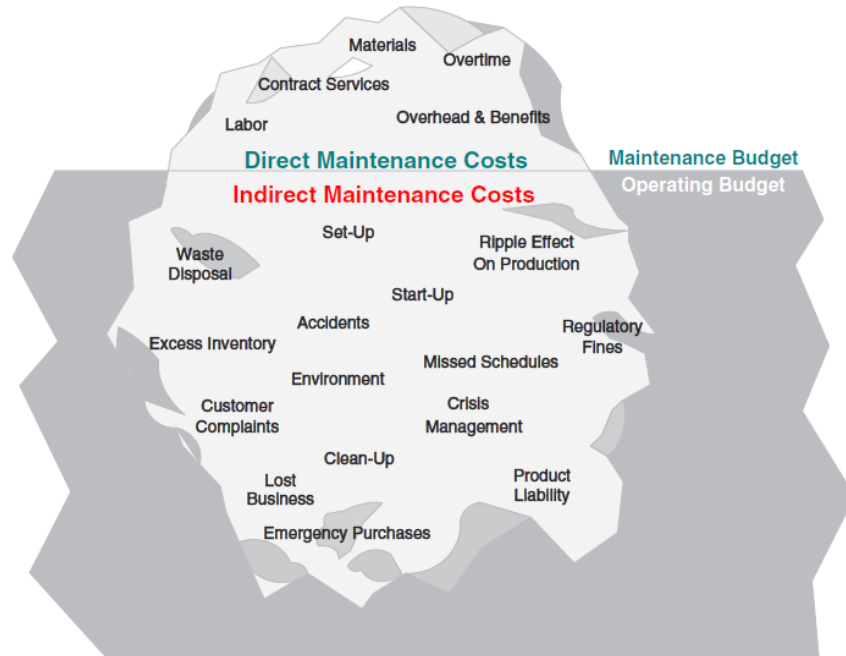 Materials
Overtime
Contract Services
Overhead & Benefits
Labor
Direct Maintenance Costs
Maintenance Budget
Indirect Maintenance Costs
Operating Budget
Set-Up
Waste
Disposal
Ripple Effect
On Production
Start-Up
Accidents
Excess Inventory
Regulatory
Fines
Missed Schedules
Environment
Customer
Complaints
Crisis
Management
Clean-Up
Lost
Business
Product
Liability
Emergency Purchases